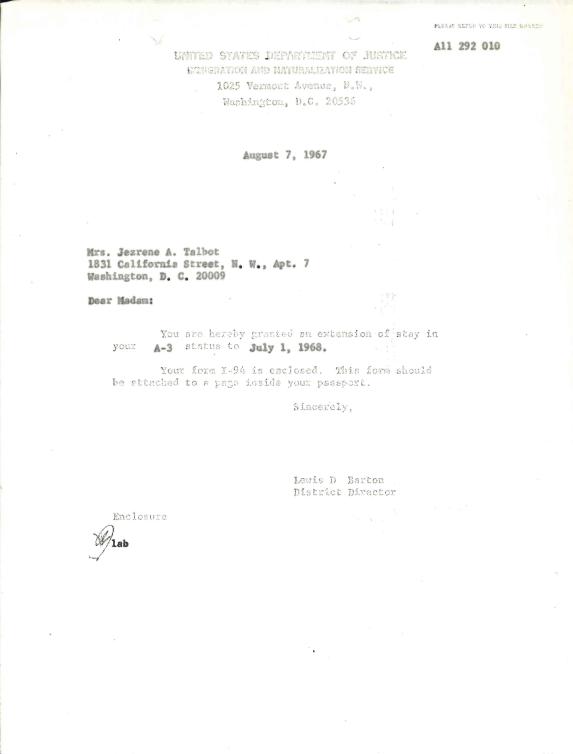 PLEASE REFER TO THIS FILE NUMBER
A11 292 010
UNITED STATES DEPARTMENT OF JUSTICE
IMMIGRATION AND NATURALIZATION SERVICE
1025 Vermont Avenue, N.W.,
Washington, D.C. 20536
August 7, 1967
Mrs. Jezrene A. Talbot
1831 California Street, N. W., Apt. 7
Washington, D. C. 20009
Dear Madam:
You are hereby granted an extension of stay in
your A-3 status to July 1, 1968.
Your form I-94 is enclosed. This form should
be attached to a page inside your passport.
Sincerely,
Lewis D Barton
District Director
Enclosure
lab